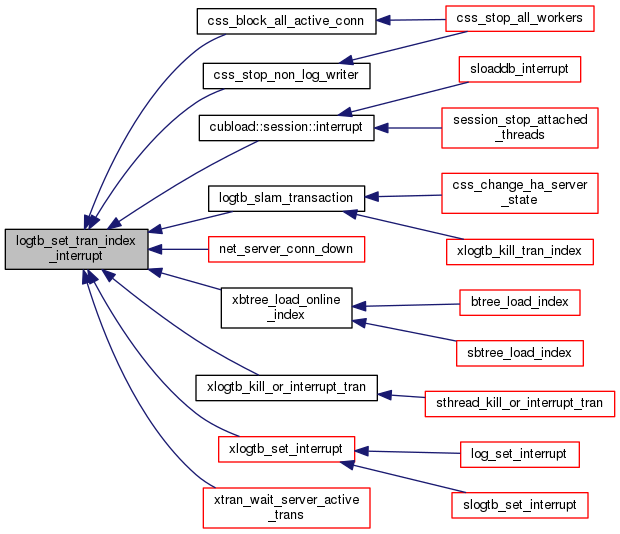 css_block_all_active_conn
css_stop_all_workers
css_stop_non_log_writer
sloaddb_interrupt
cubload::session::interrupt
session_stop_attached
_threads
logtb_slam_transaction
css_change_ha_server
_state
logtb_set_tran_index
_interrupt
net_server_conn_down
xlogtb_kill_tran_index
xbtree_load_online
_index
btree_load_index
sbtree_load_index
xlogtb_kill_or_interrupt_tran
sthread_kill_or_interrupt_tran
xlogtb_set_interrupt
log_set_interrupt
slogtb_set_interrupt
xtran_wait_server_active
_trans